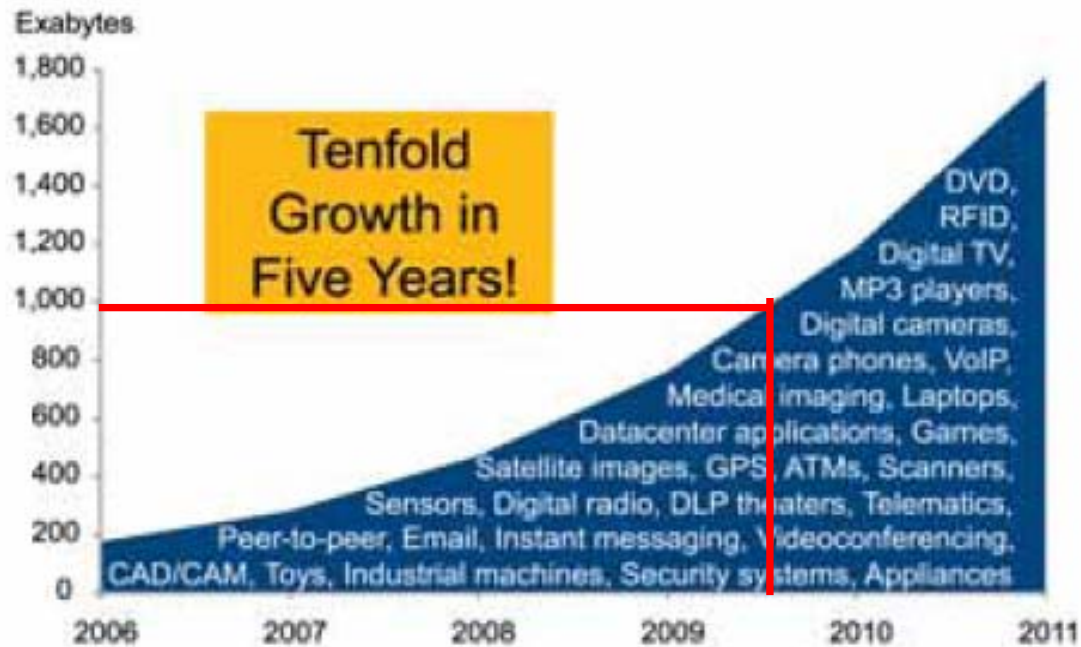 Exabytes
1,800
1,600
1,400
1,200
1,000
800
600
400
200
0
Tenfold
Growth in
Five Years!
DVD,
RFID,
Digital TV,
MP3 players,
Digital cameras,
Camera phones, VoIP,
Medical imaging, Laptops,
Datacenter applications, Games,
Satellite images, GPS, ATMs, Scanners,
Sensors, Digital radio, DLP theaters, Telematics,
Peer-to-peer, Email, Instant messaging, Videoconferencing,
CAD/CAM, Toys, Industrial machines, Security systems, Appliances
2006 2007 2008 2009 2010 2011